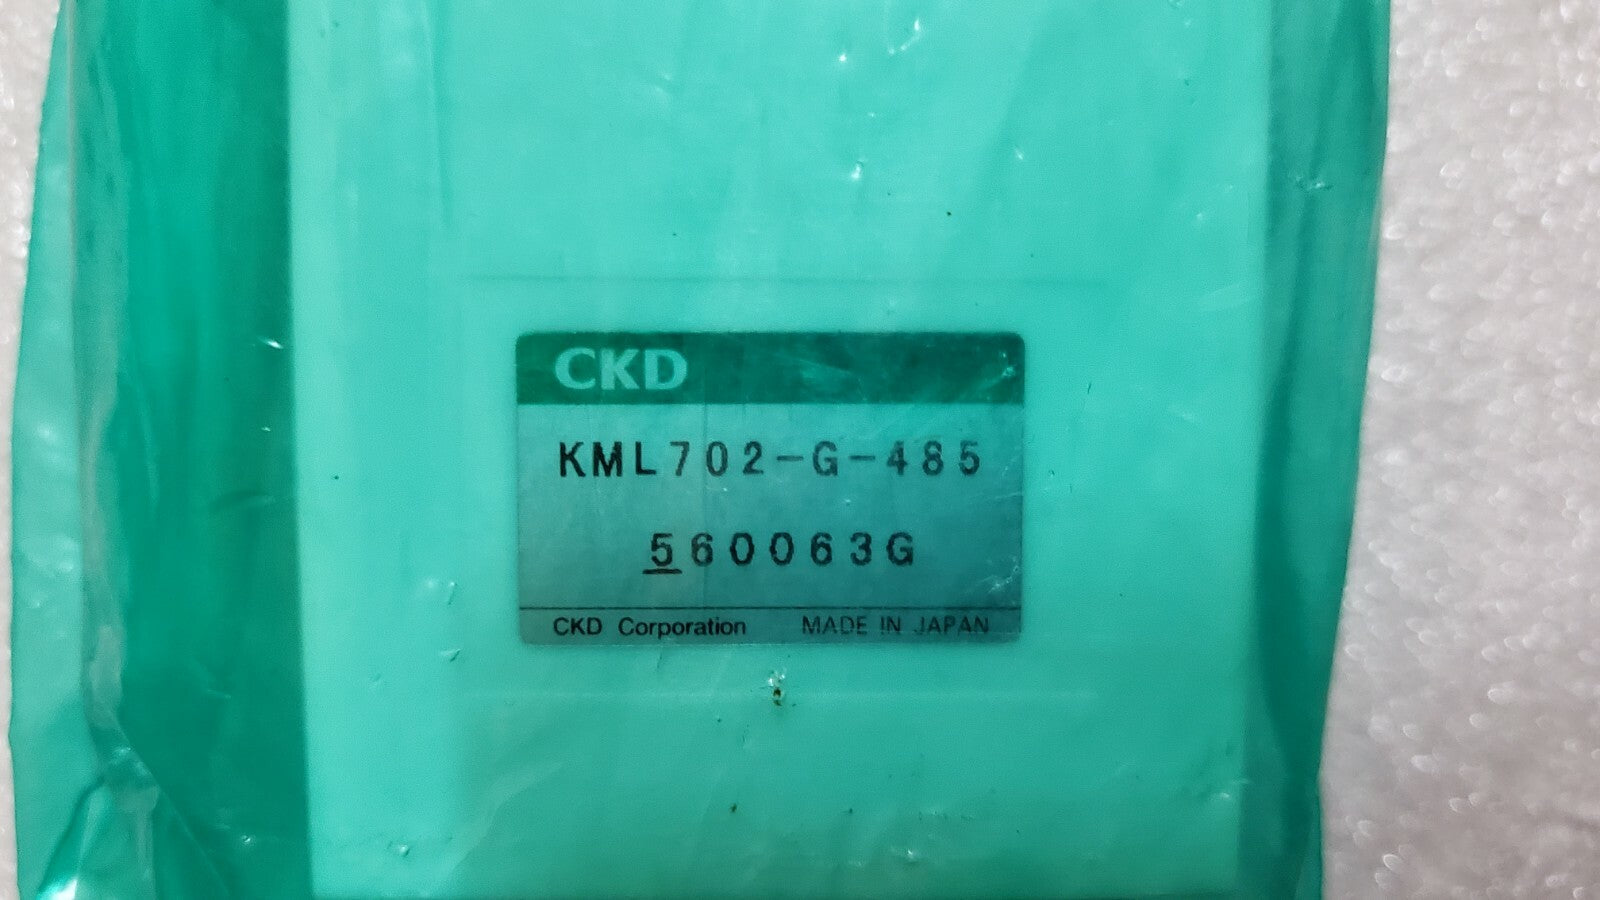 CKD
KML702-G-485
560063G
CKD Corporation MADE IN JAPAN